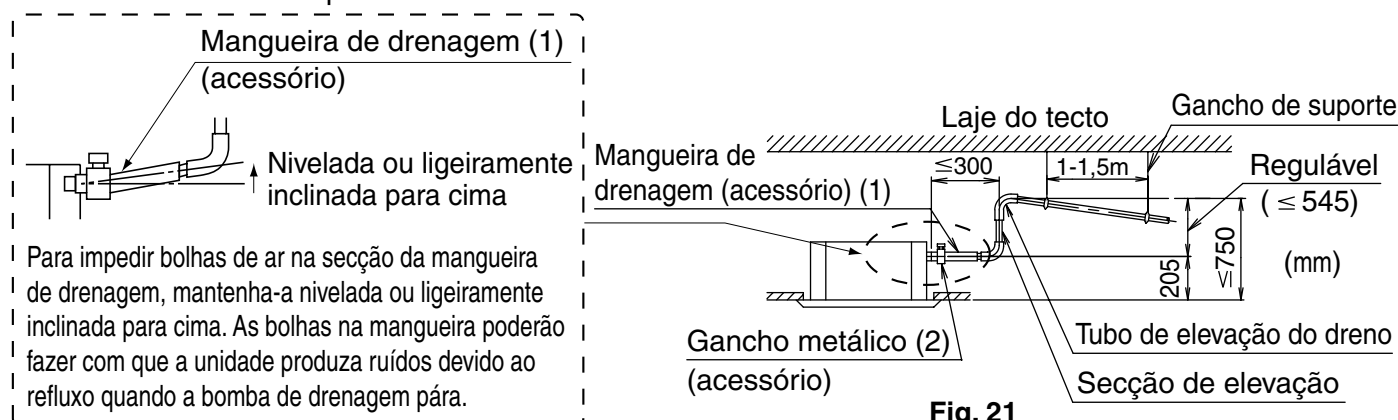 Mangueira de drenagem (1)
(acessório)
Nivelada ou ligeiramente
inclinada para cima
Para impedir bolhas de ar na secção da mangueira
de drenagem, mantenha-a nivelada ou ligeiramente
inclinada para cima. As bolhas na mangueira poderão
fazer com que a unidade produza ruídos devido ao
refluxo quando a bomba de drenagem pára.
Laje do tecto
Gancho de suporte
Mangueira de
drenagem (acessório) (1)
≤300
1-1,5m
Regulável
( ≤ 545)
205
≤750
(mm)
Gancho metálico (2)
(acessório)
Tubo de elevação do dreno
Secção de elevação
Fig. 21